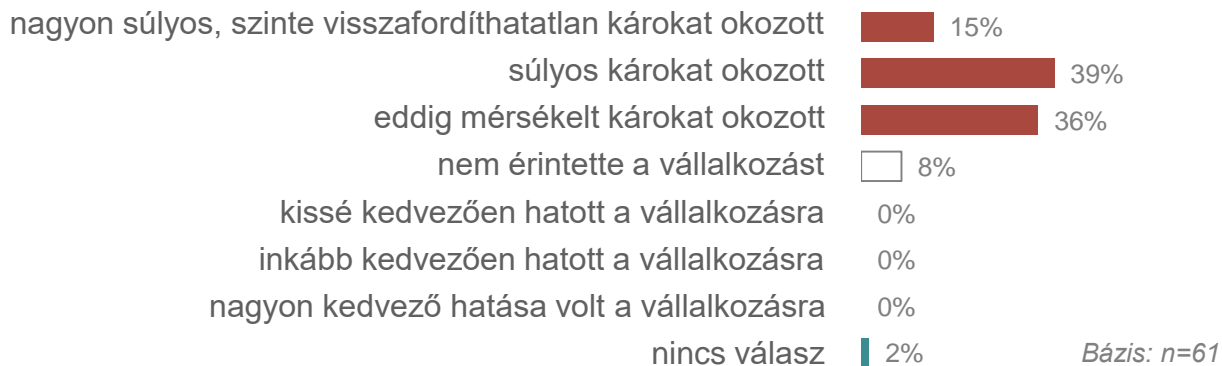 nagyon súlyos, szinte visszafordíthatatlan károkat okozott 15%
súlyos károkat okozott 39%
eddig mérsékelt károkat okozott 36%
nem érintette a vállalkozást 8%
kissé kedvezően hatott a vállalkozásra 0%
inkább kedvezően hatott a vállalkozásra 0%
nagyon kedvező hatása volt a vállalkozásra 0%
nincs válasz 2% Bázis: n=61